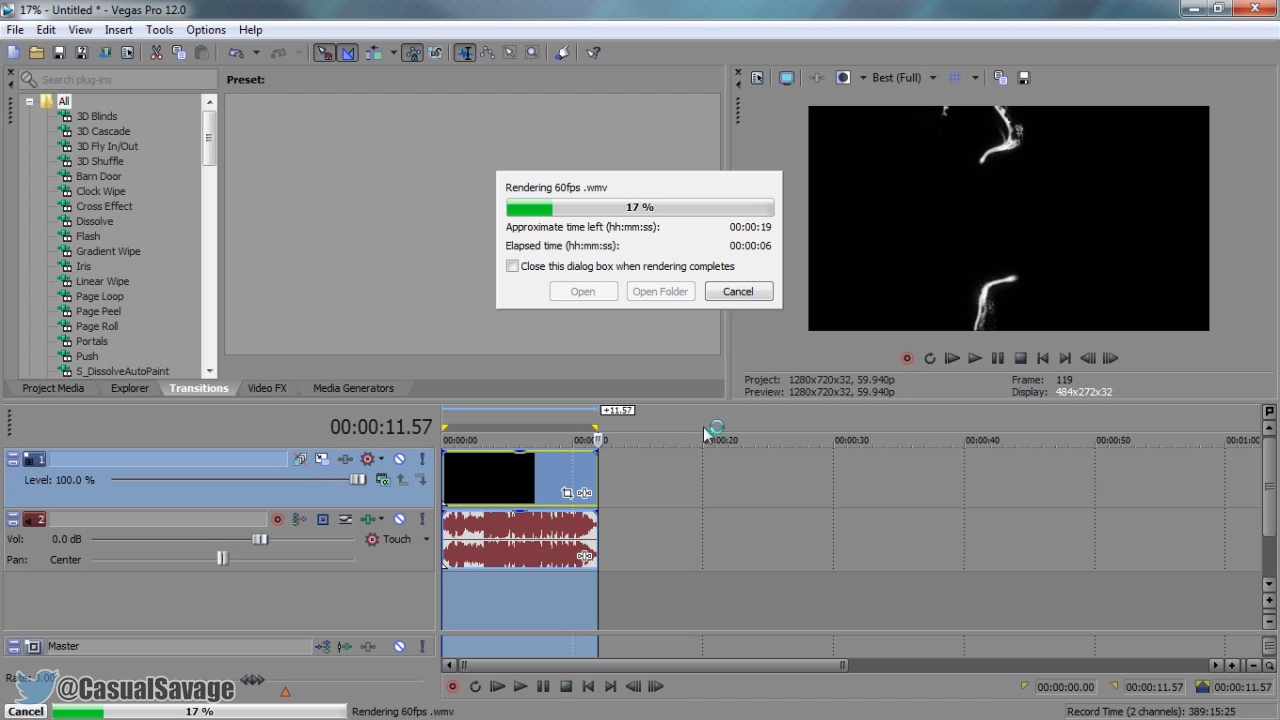 17% - Untitled * - Vegas Pro 12.0
File Edit View Insert Tools Options Help
Search plug-ins
Preset:
Best (Full)
All
3D Blinds
3D Cascade
3D Fly In/Out
3D Shuffle
Barn Door
Clock Wipe
Cross Effect
Dissolve
Flash
Gradient Wipe
Iris
Linear Wipe
Page Loop
Page Peel
Page Roll
Portals
Push
S_DissolveAutoPaint
Rendering 60fps .wmv
17 %
Approximate time left (hh:mm:ss): 00:00:19
Elapsed time (hh:mm:ss): 00:00:06
Close this dialog box when rendering completes
Open Open Folder Cancel
Project Media Explorer Transitions Video FX Media Generators
Project: 1280x720x32, 59.940p Frame: 119
Preview: 1280x720x32, 59.940p Display: 484x272x32
00:00:11.57
+11.57
00:00:00 00:00:20 00:00:30 00:00:40 00:00:50 00:01:00
1
Level: 100.0 %
2
Vol: 0.0 dB Touch
Pan: Center
Master
Rate:
@CasualSavage
00:00:00.00 00:00:11.57 00:00:11.57
Cancel 17 % Rendering 60fps .wmv
Record Time (2 channels): 389:15:25